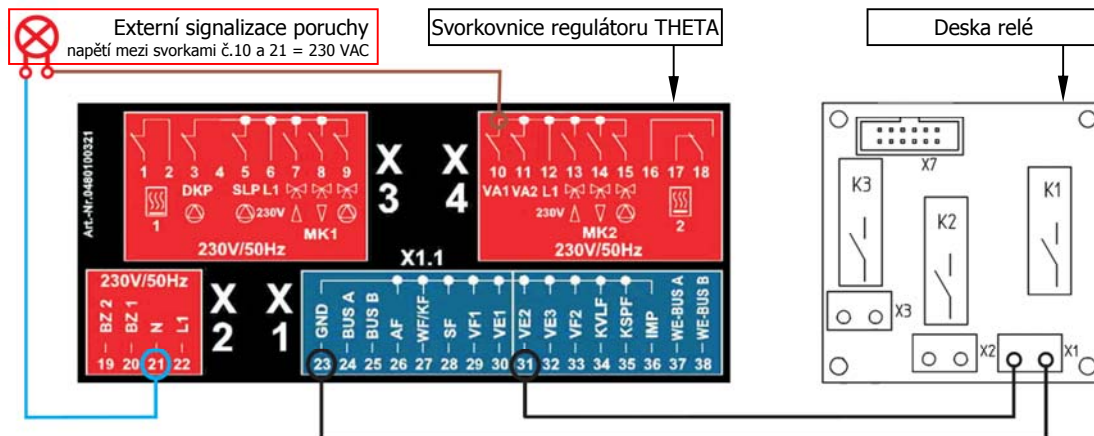 Externí signalizace poruchy
napětí mezi svorkami č.10 a 21 = 230 VAC
Svorkovnice regulátoru THETA
Deska relé
Art.-Nr.0480100321
1 2 3 4 5 6 7 8 9
DKP SLP L1
230V
1
MK1
230V/50Hz
X
3
X
4
10 11 12 13 14 15 16 17 18
VA1 VA2 L1
230V
2
MK2
230V/50Hz
X1.1
230V/50Hz
BZ 2
BZ 1
N
L1
19 20 21 22
X
2
X
1
GND
BUS A
BUS B
AF
WF/KF
SF
VF1
VE1
VE2
VE3
VF2
KVLF
KSPF
IMP
WE-BUS A
WE-BUS B
23 24 25 26 27 28 29 30 31 32 33 34 35 36 37 38
X7
K3
K2
K1
X3
X2
X1